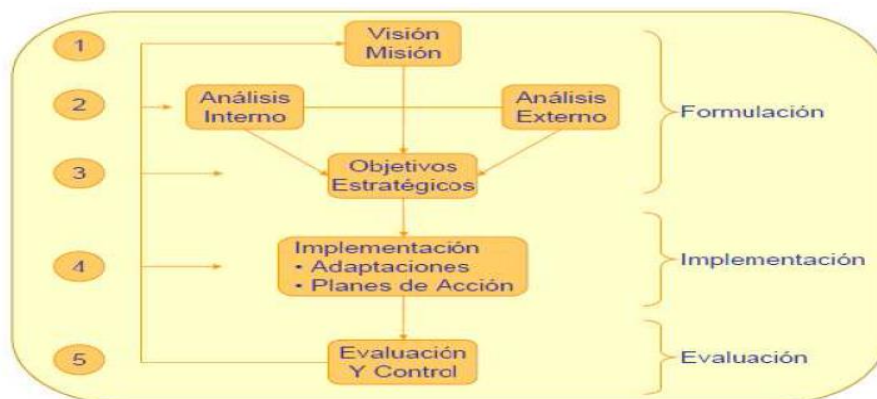 1
Visión
Misión
2
Análisis
Interno
Análisis
Externo
Formulación
3
Objetivos
Estratégicos
4
Implementación
• Adaptaciones
• Planes de Acción
Implementación
5
Evaluación
Y Control
Evaluación